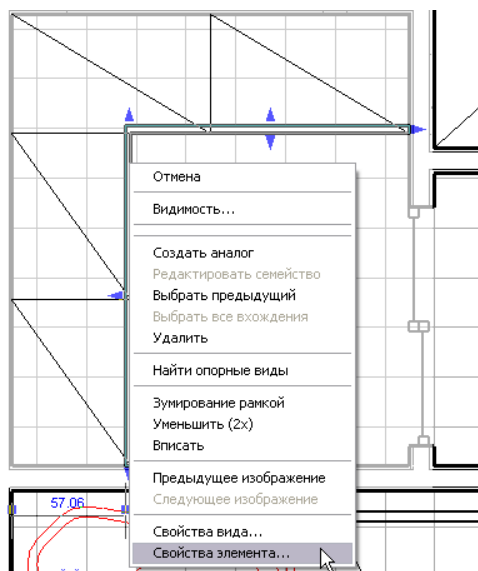 Отмена
Видимость...
Создать аналог
Редактировать семейство
Выбрать предыдущий
Выбрать все вхождения
Удалить
Найти опорные виды
Зумирование рамкой
Уменьшить (2x)
Вписать
Предыдущее изображение
Следующее изображение
57.06
Свойства вида...
Свойства элемента...